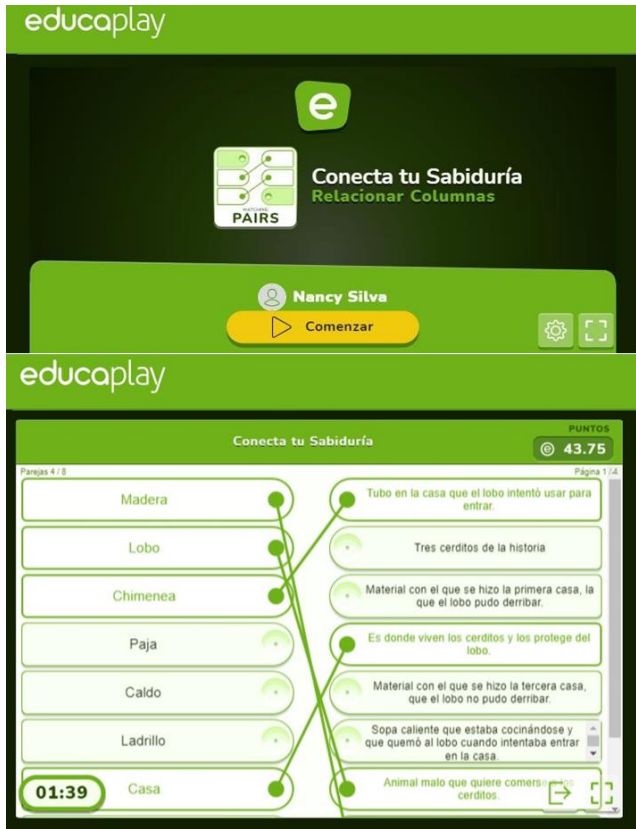 educaplay
e
MATCHING
PAIRS
Conecta tu Sabiduría
Relacionar Columnas
Nancy Silva
Comenzar
educaplay
Conecta tu Sabiduría
PUNTOS
e 43.75
Parejas 4 / 8
Página 1 / 4
Madera
Tubo en la casa que el lobo intentó usar para
entrar.
Lobo
Tres cerditos de la historia
Chimenea
Material con el que se hizo la primera casa, la
que el lobo pudo derribar.
Paja
Es donde viven los cerditos y los protege del
lobo.
Caldo
Material con el que se hizo la tercera casa,
que el lobo no pudo derribar.
Ladrillo
Sopa caliente que estaba cocinándose y
que quemó al lobo cuando intentaba entrar
en la casa.
01:39
Casa
Animal malo que quiere
cerditos.